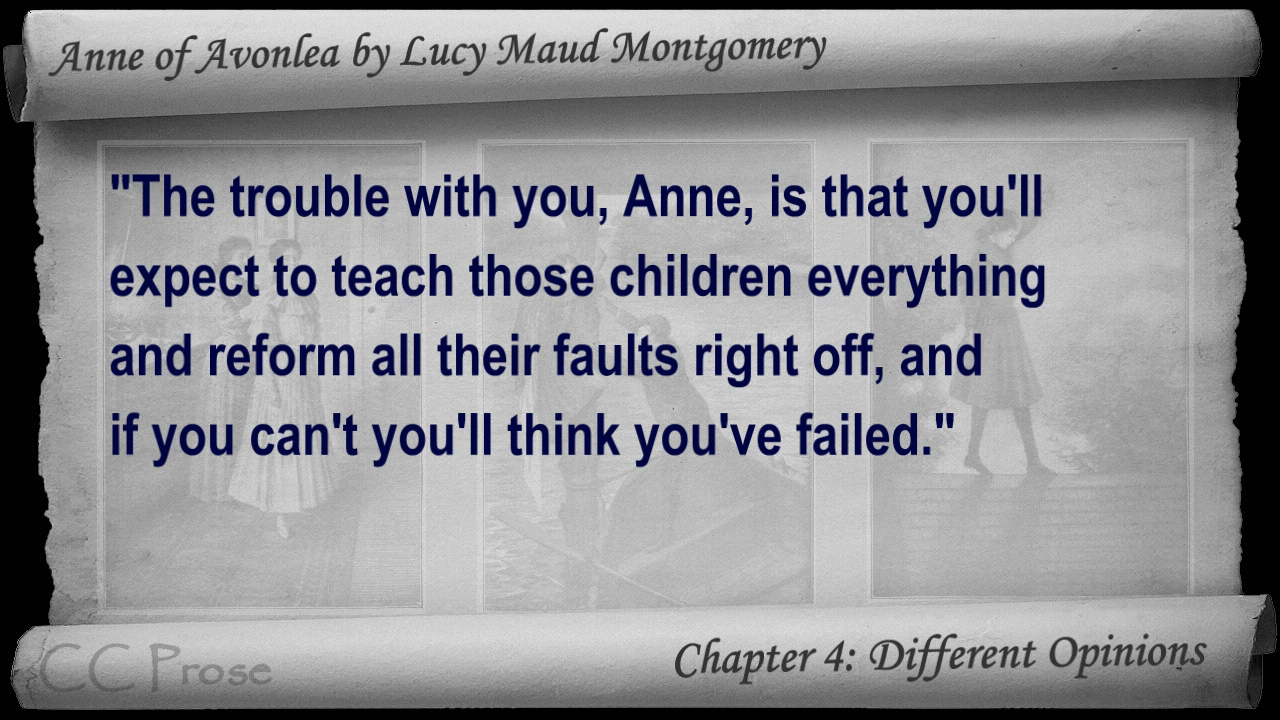 Anne of Avonlea by Lucy Maud Montgomery
"The trouble with you, Anne, is that you'll
expect to teach those children everything
and reform all their faults right off, and
if you can't you'll think you've failed."
CC Prose
Chapter 4: Different Opinions